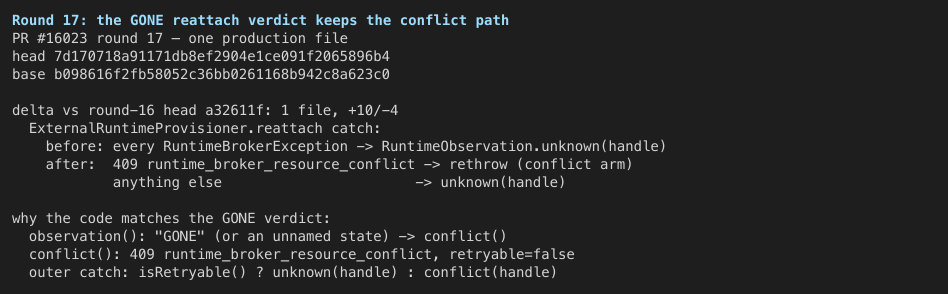 Round 17: the GONE reattach verdict keeps the conflict path
PR #16023 round 17 — one production file
head 7d170718a91171db8ef2904e1ce091f2065896b4
base b098616f2fb58052c36bb0261168b942c8a623c0

delta vs round-16 head a32611f: 1 file, +10/−4
  ExternalRuntimeProvisioner.reattach catch:
    before: every RuntimeBrokerException -> RuntimeObservation.unknown(handle)
    after:  409 runtime_broker_resource_conflict -> rethrow (conflict arm)
            anything else                        -> unknown(handle)

why the code matches the GONE verdict:
  observation(): "GONE" (or an unnamed state) -> conflict()
  conflict(): 409 runtime_broker_resource_conflict, retryable=false
  outer catch: isRetryable() ? unknown(handle) : conflict(handle)